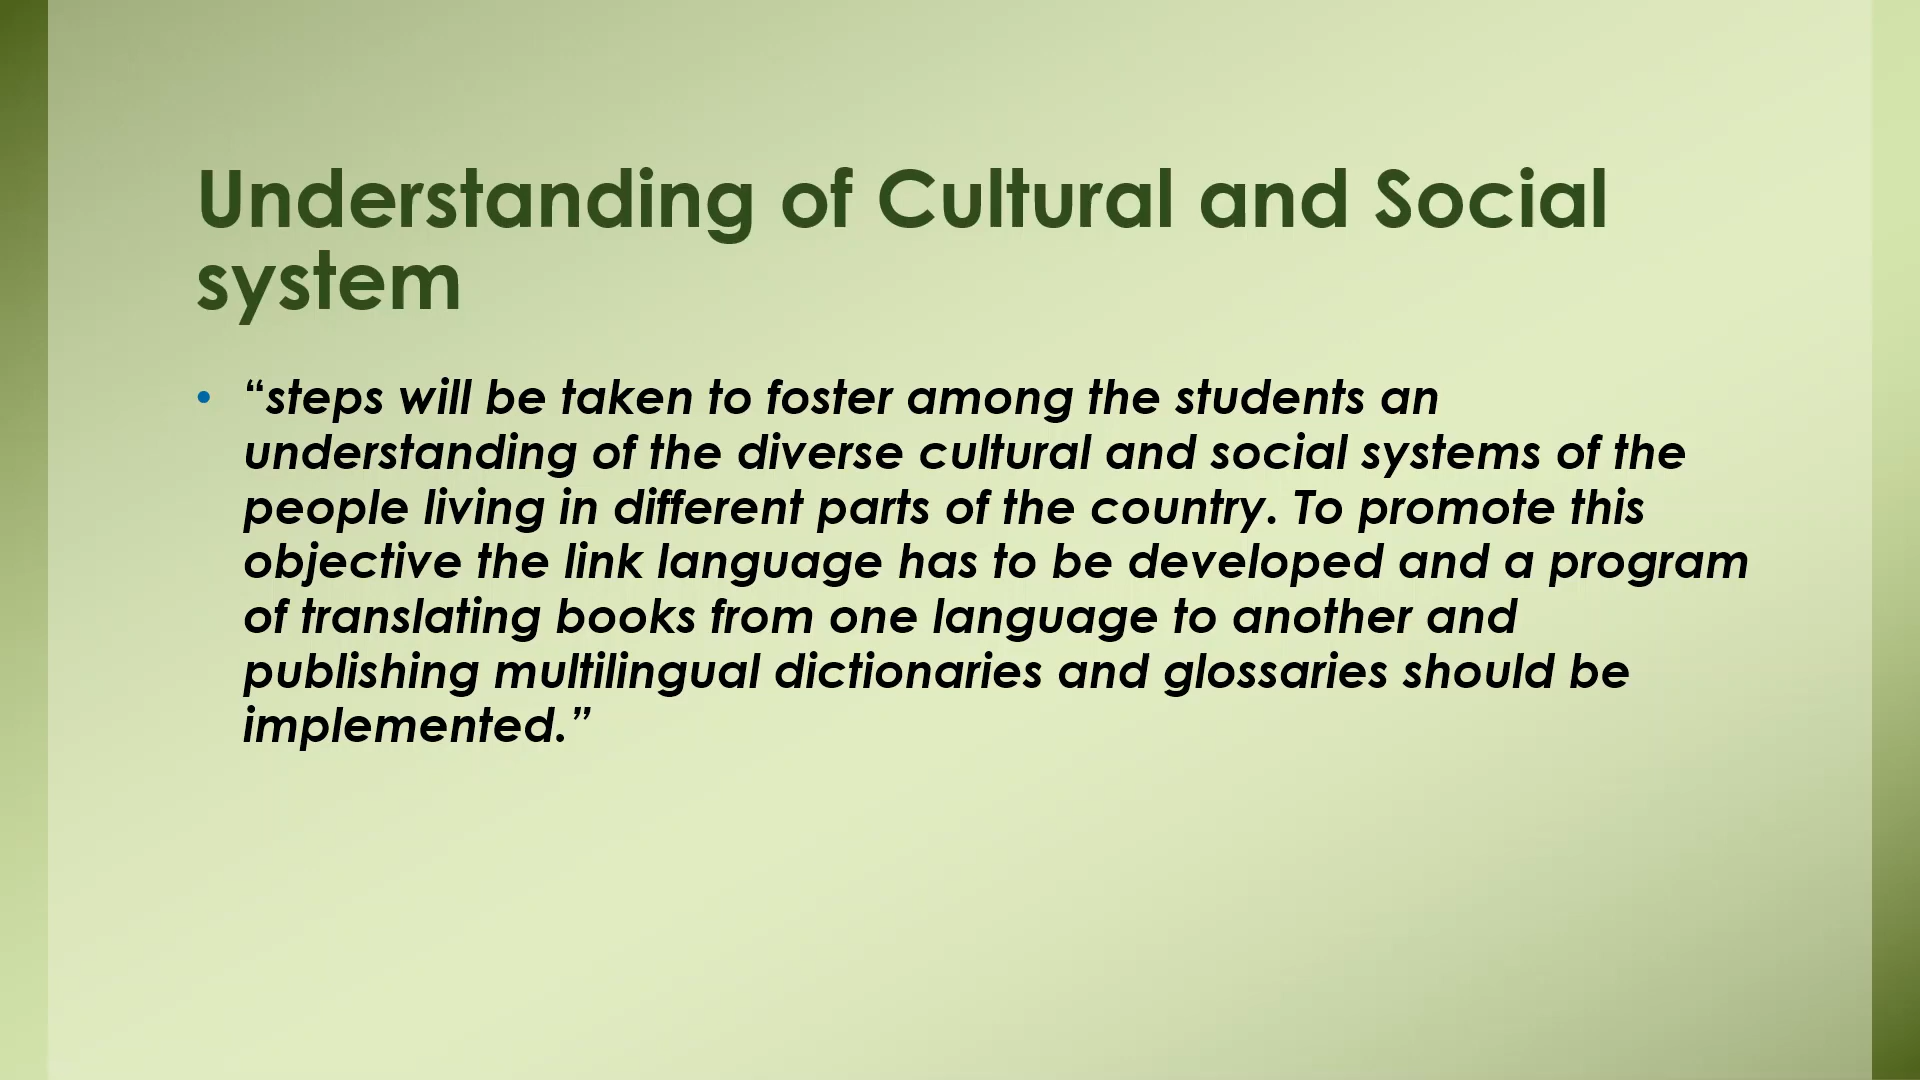 Understanding of Cultural and Social
system
• “steps will be taken to foster among the students an
understanding of the diverse cultural and social systems of the
people living in different parts of the country. To promote this
objective the link language has to be developed and a program
of translating books from one language to another and
publishing multilingual dictionaries and glossaries should be
implemented.”